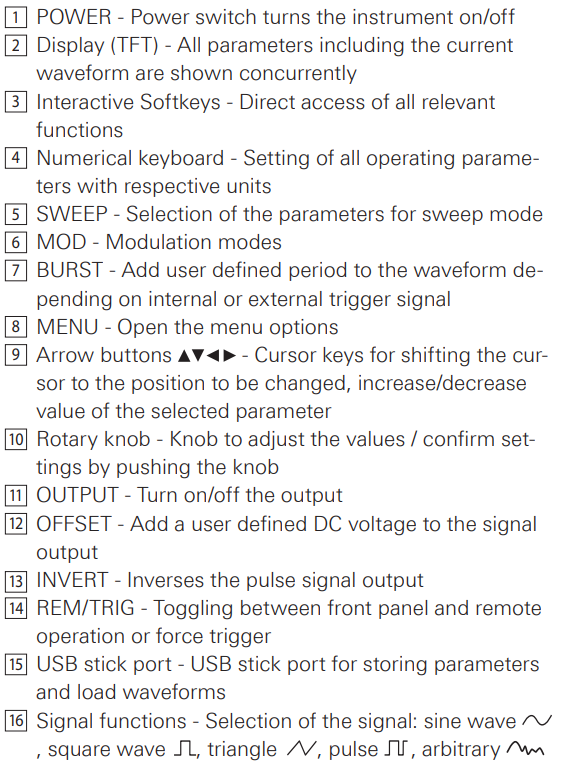 1 POWER - Power switch turns the instrument on/off
2 Display (TFT) - All parameters including the current
waveform are shown concurrently
3 Interactive Softkeys - Direct access of all relevant
functions
4 Numerical keyboard - Setting of all operating parame-
ters with respective units
5 SWEEP - Selection of the parameters for sweep mode
6 MOD - Modulation modes
7 BURST - Add user defined period to the waveform de-
pending on internal or external trigger signal
8 MENU - Open the menu options
9 Arrow buttons ▲▼◀▶ - Cursor keys for shifting the cur-
sor to the position to be changed, increase/decrease
value of the selected parameter
10 Rotary knob - Knob to adjust the values / confirm set-
tings by pushing the knob
11 OUTPUT - Turn on/off the output
12 OFFSET - Add a user defined DC voltage to the signal
output
13 INVERT - Inverses the pulse signal output
14 REM/TRIG - Toggling between front panel and remote
operation or force trigger
15 USB stick port - USB stick port for storing parameters
and load waveforms
16 Signal functions - Selection of the signal: sine wave
, square wave , triangle , pulse , arbitrary